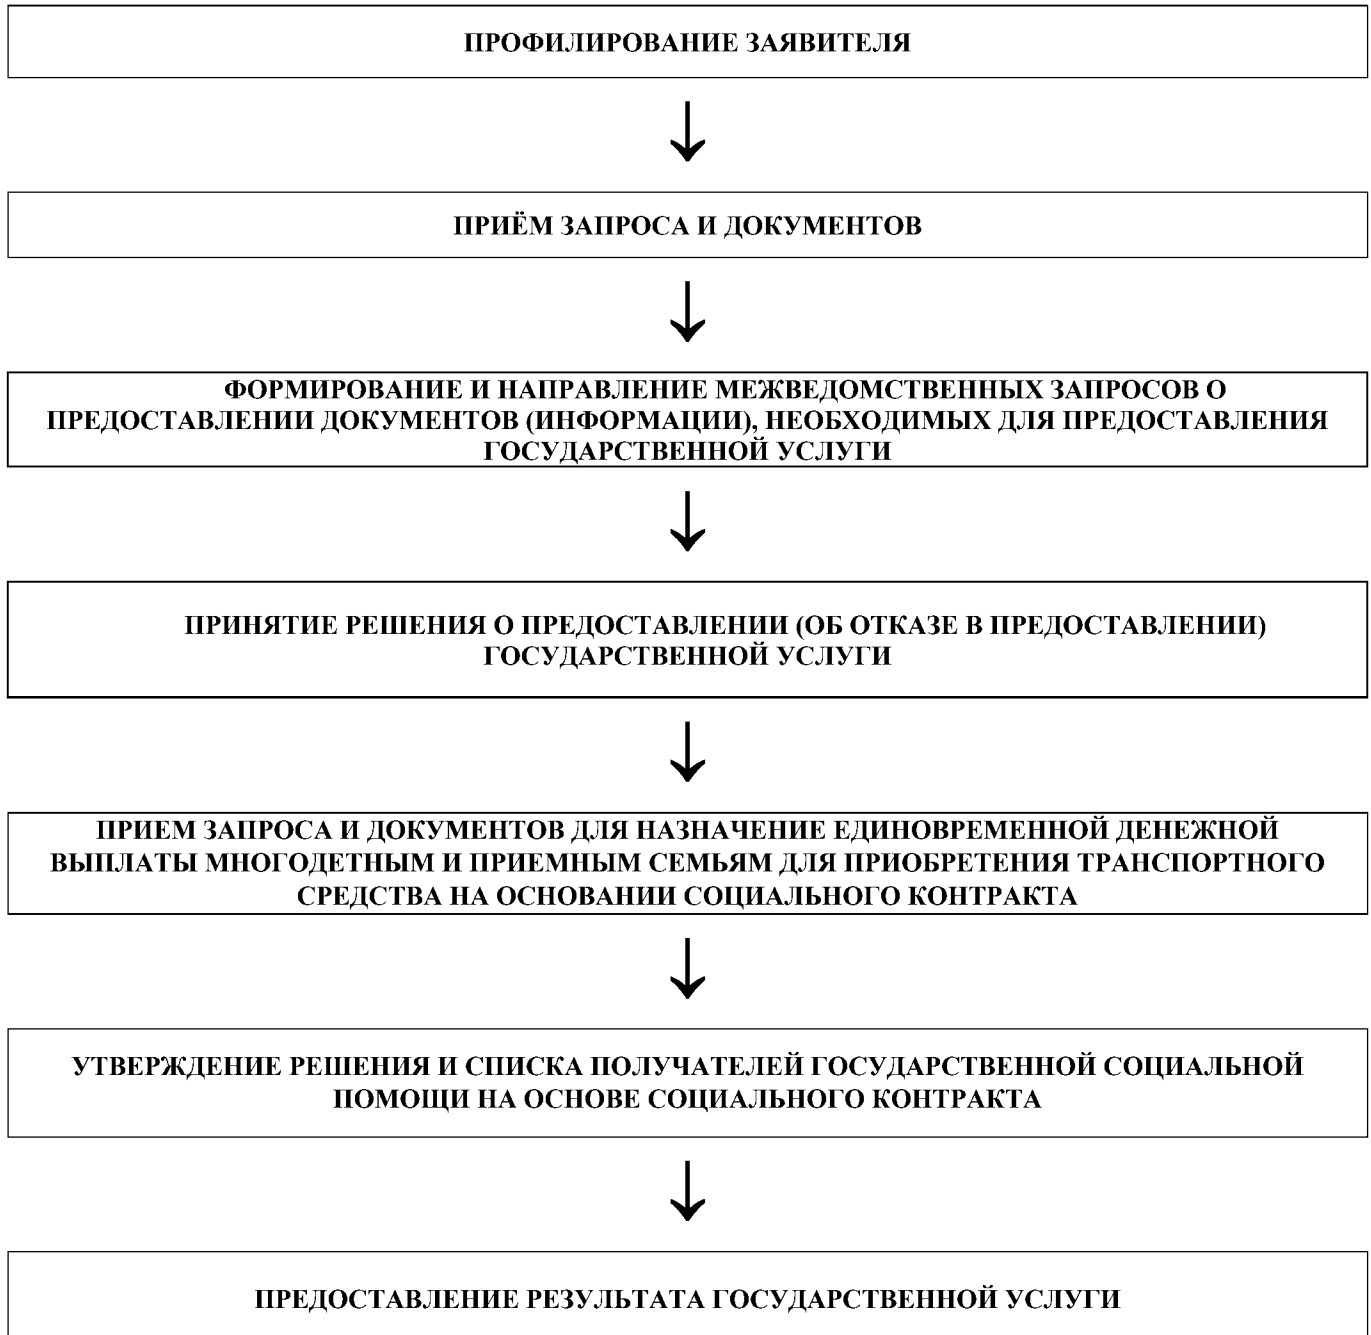 ПРОФИЛИРОВАНИЕ ЗАЯВИТЕЛЯ
ПРИЁМ ЗАПРОСА И ДОКУМЕНТОВ
ФОРМИРОВАНИЕ И НАПРАВЛЕНИЕ МЕЖВЕДОМСТВЕННЫХ ЗАПРОСОВ О
ПРЕДОСТАВЛЕНИИ ДОКУМЕНТОВ (ИНФОРМАЦИИ), НЕОБХОДИМЫХ ДЛЯ ПРЕДОСТАВЛЕНИЯ
ГОСУДАРСТВЕННОЙ УСЛУГИ
ПРИНЯТИЕ РЕШЕНИЯ О ПРЕДОСТАВЛЕНИИ (ОБ ОТКАЗЕ В ПРЕДОСТАВЛЕНИИ)
ГОСУДАРСТВЕННОЙ УСЛУГИ
ПРИЕМ ЗАПРОСА И ДОКУМЕНТОВ ДЛЯ НАЗНАЧЕНИЕ ЕДИНОВРЕМЕННОЙ ДЕНЕЖНОЙ
ВЫПЛАТЫ МНОГОДЕТНЫМ И ПРИЕМНЫМ СЕМЬЯМ ДЛЯ ПРИОБРЕТЕНИЯ ТРАНСПОРТНОГО
СРЕДСТВА НА ОСНОВАНИИ СОЦИАЛЬНОГО КОНТРАКТА
УТВЕРЖДЕНИЕ РЕШЕНИЯ И СПИСКА ПОЛУЧАТЕЛЕЙ ГОСУДАРСТВЕННОЙ СОЦИАЛЬНОЙ
ПОМОЩИ НА ОСНОВЕ СОЦИАЛЬНОГО КОНТРАКТА
ПРЕДОСТАВЛЕНИЕ РЕЗУЛЬТАТА ГОСУДАРСТВЕННОЙ УСЛУГИ